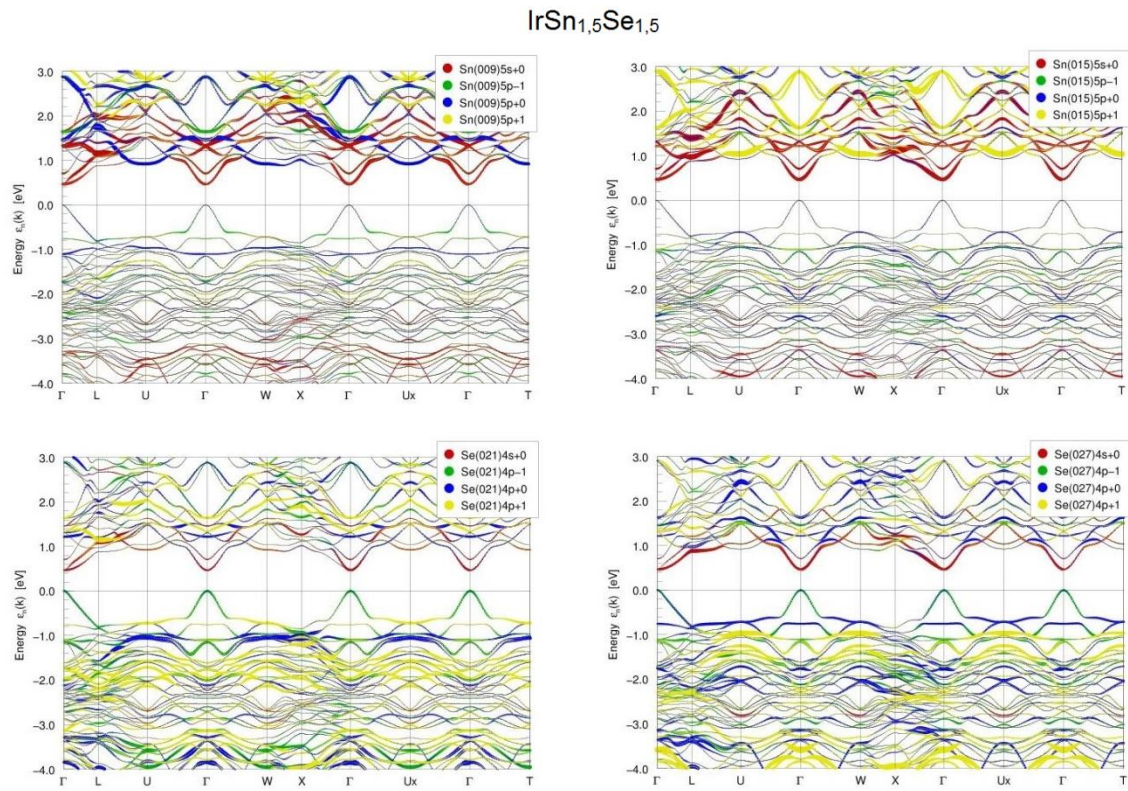 IrSn1,5Se1,5
Sn(009)5s+0
Sn(009)5p−1
Sn(009)5p+0
Sn(009)5p+1
3.0
2.0
1.0
0.0
−1.0
−2.0
−3.0
−4.0
Energy εn(k) [eV]
Γ L U Γ W X Γ Ux Γ T
Sn(015)5s+0
Sn(015)5p−1
Sn(015)5p+0
Sn(015)5p+1
3.0
2.0
1.0
0.0
−1.0
−2.0
−3.0
−4.0
Energy εn(k) [eV]
Γ L U Γ W X Γ Ux Γ T
Se(021)4s+0
Se(021)4p−1
Se(021)4p+0
Se(021)4p+1
3.0
2.0
1.0
0.0
−1.0
−2.0
−3.0
−4.0
Energy εn(k) [eV]
Γ L U Γ W X Γ Ux Γ T
Se(027)4s+0
Se(027)4p−1
Se(027)4p+0
Se(027)4p+1
3.0
2.0
1.0
0.0
−1.0
−2.0
−3.0
−4.0
Energy εn(k) [eV]
Γ L U Γ W X Γ Ux Γ T